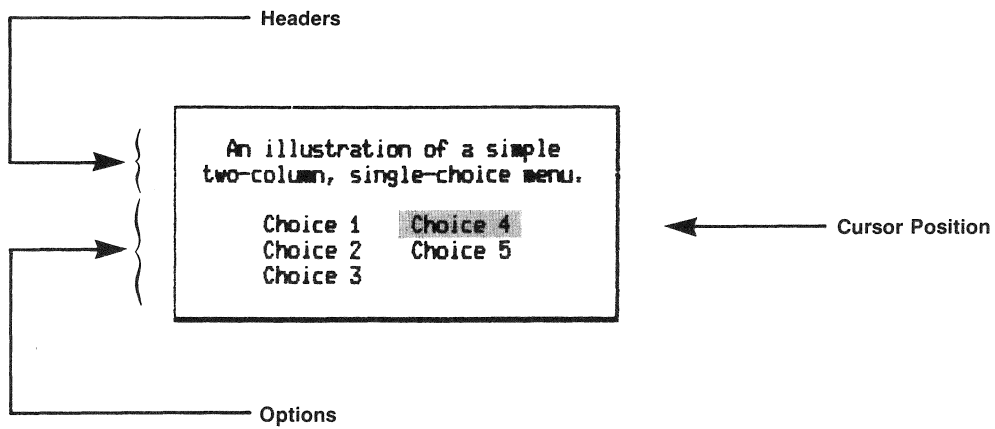 Headers
An illustration of a simple
two-column, single-choice menu.
Choice 1 Choice 4
Choice 2 Choice 5
Choice 3
Cursor Position
Options